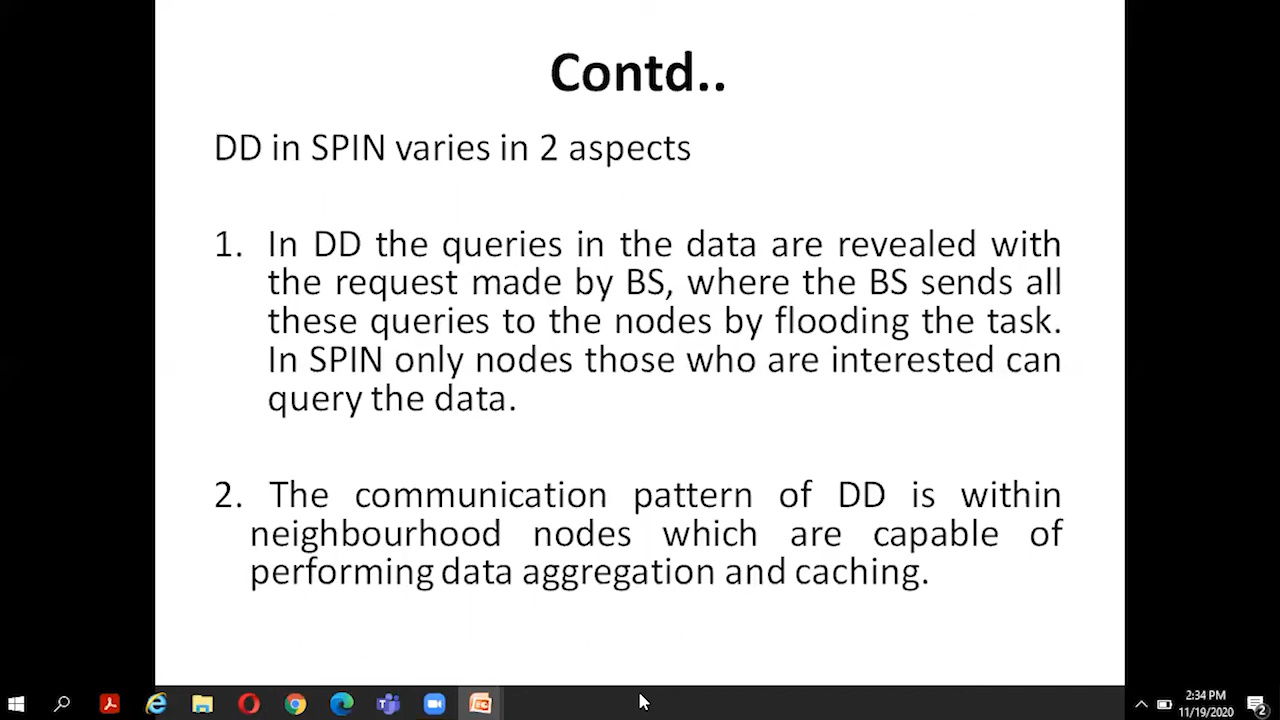 Contd..
DD in SPIN varies in 2 aspects
1. In DD the queries in the data are revealed with
the request made by BS, where the BS sends all
these queries to the nodes by flooding the task.
In SPIN only nodes those who are interested can
query the data.
2. The communication pattern of DD is within
neighbourhood nodes which are capable of
performing data aggregation and caching.
2:34 PM
11/19/2020
2